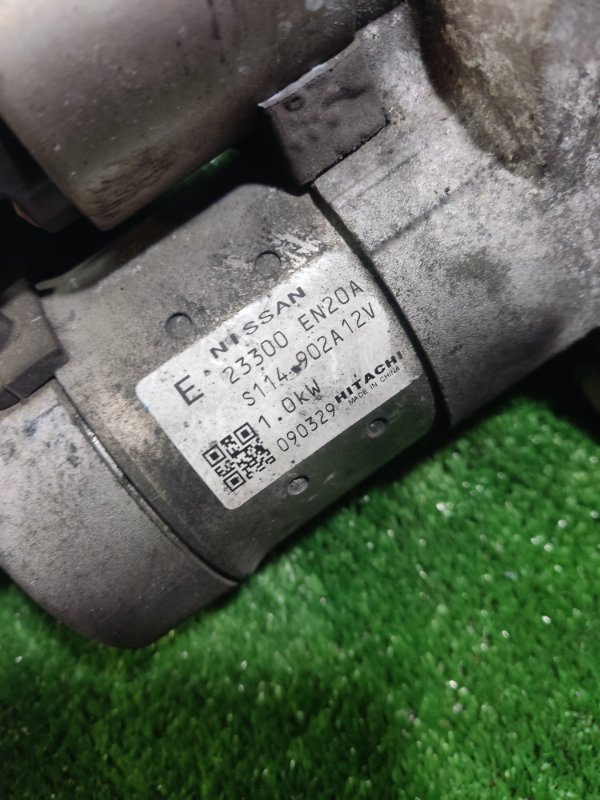 NISSAN
E 23300 EN20A
S114-902A12V
1.0kW
090329 HITACHI
MADE IN CHINA